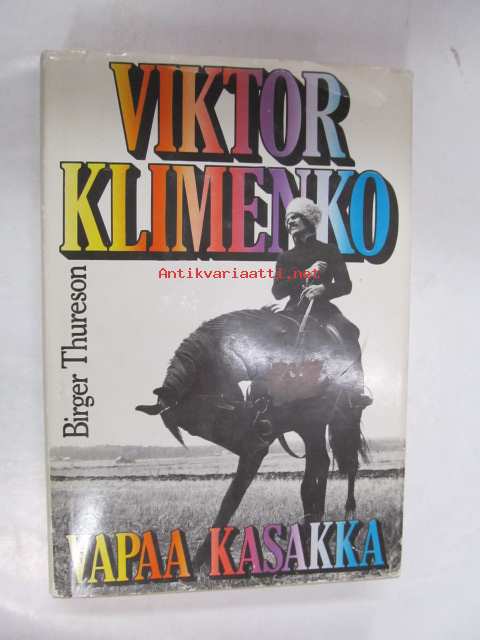 VIKTOR
KLIMENKO
Antikvariaatti.net
Birger Thureson
VAPAA KASAKKA